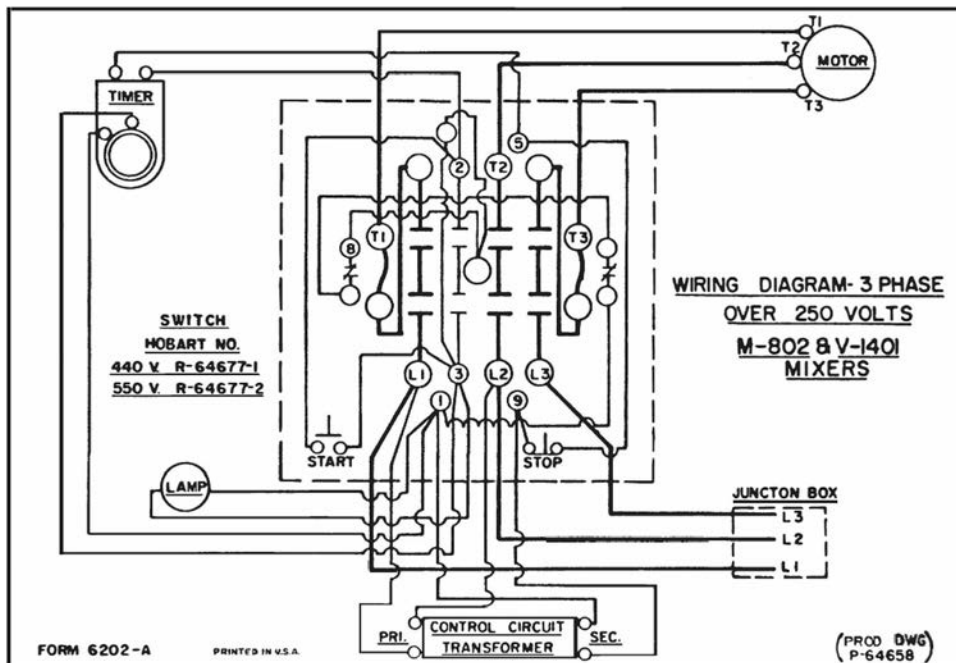 T1
T2
MOTOR
T3
TIMER
5
2
T2
T1
T3
8
WIRING DIAGRAM-3 PHASE
OVER 250 VOLTS
M-802 & V-1401
MIXERS
SWITCH
HOBART NO.
440 V. R-64677-1
550 V. R-64677-2
L1
3
L2
L3
1
9
START
STOP
LAMP
JUNCTON BOX
L3
L2
L1
PRI.
CONTROL CIRCUIT
TRANSFORMER
SEC.
FORM 6202-A
PRINTED IN U.S.A.
(PROD DWG
P-64658)